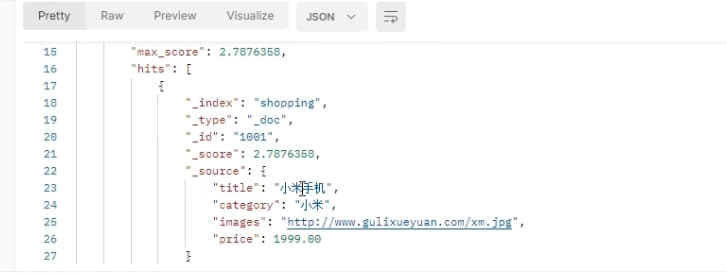 Pretty Raw Preview Visualize JSON
15 "max_score": 2.7876358,
16 "hits": [
17 {
18 "_index": "shopping",
19 "_type": "_doc",
20 "_id": "1001",
21 "_score": 2.7876358,
22 "_source": {
23 "title": "小米手机",
24 "category": "小米",
25 "images": "http://www.gulixueyuan.com/xm.jpg",
26 "price": 1999.00
27 }